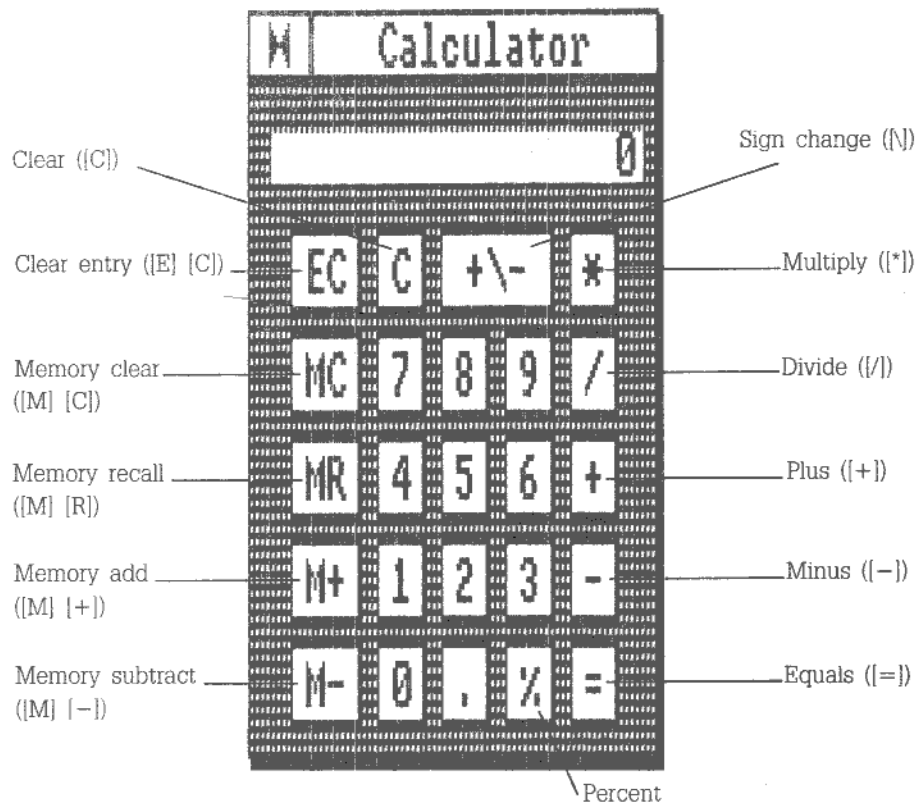 Calculator
0
Clear ([C])
Sign change ([\])
Clear entry ([E] [C])
EC C +\- *
Multiply ([*])
Memory clear
([M] [C])
MC 7 8 9 /
Divide ([/])
Memory recall
([M] [R])
MR 4 5 6 +
Plus ([+])
Memory add
([M] [+])
M+ 1 2 3 -
Minus ([−])
Memory subtract
([M] [−])
M- 0 . % =
Equals ([=])
Percent